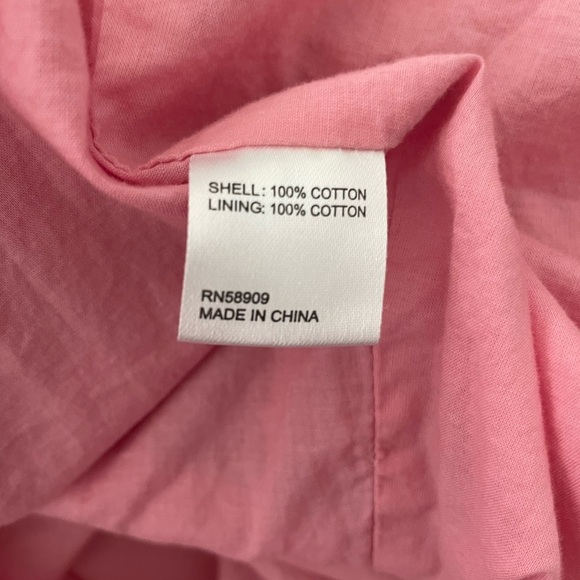 SHELL: 100% COTTON
LINING: 100% COTTON
RN58909
MADE IN CHINA